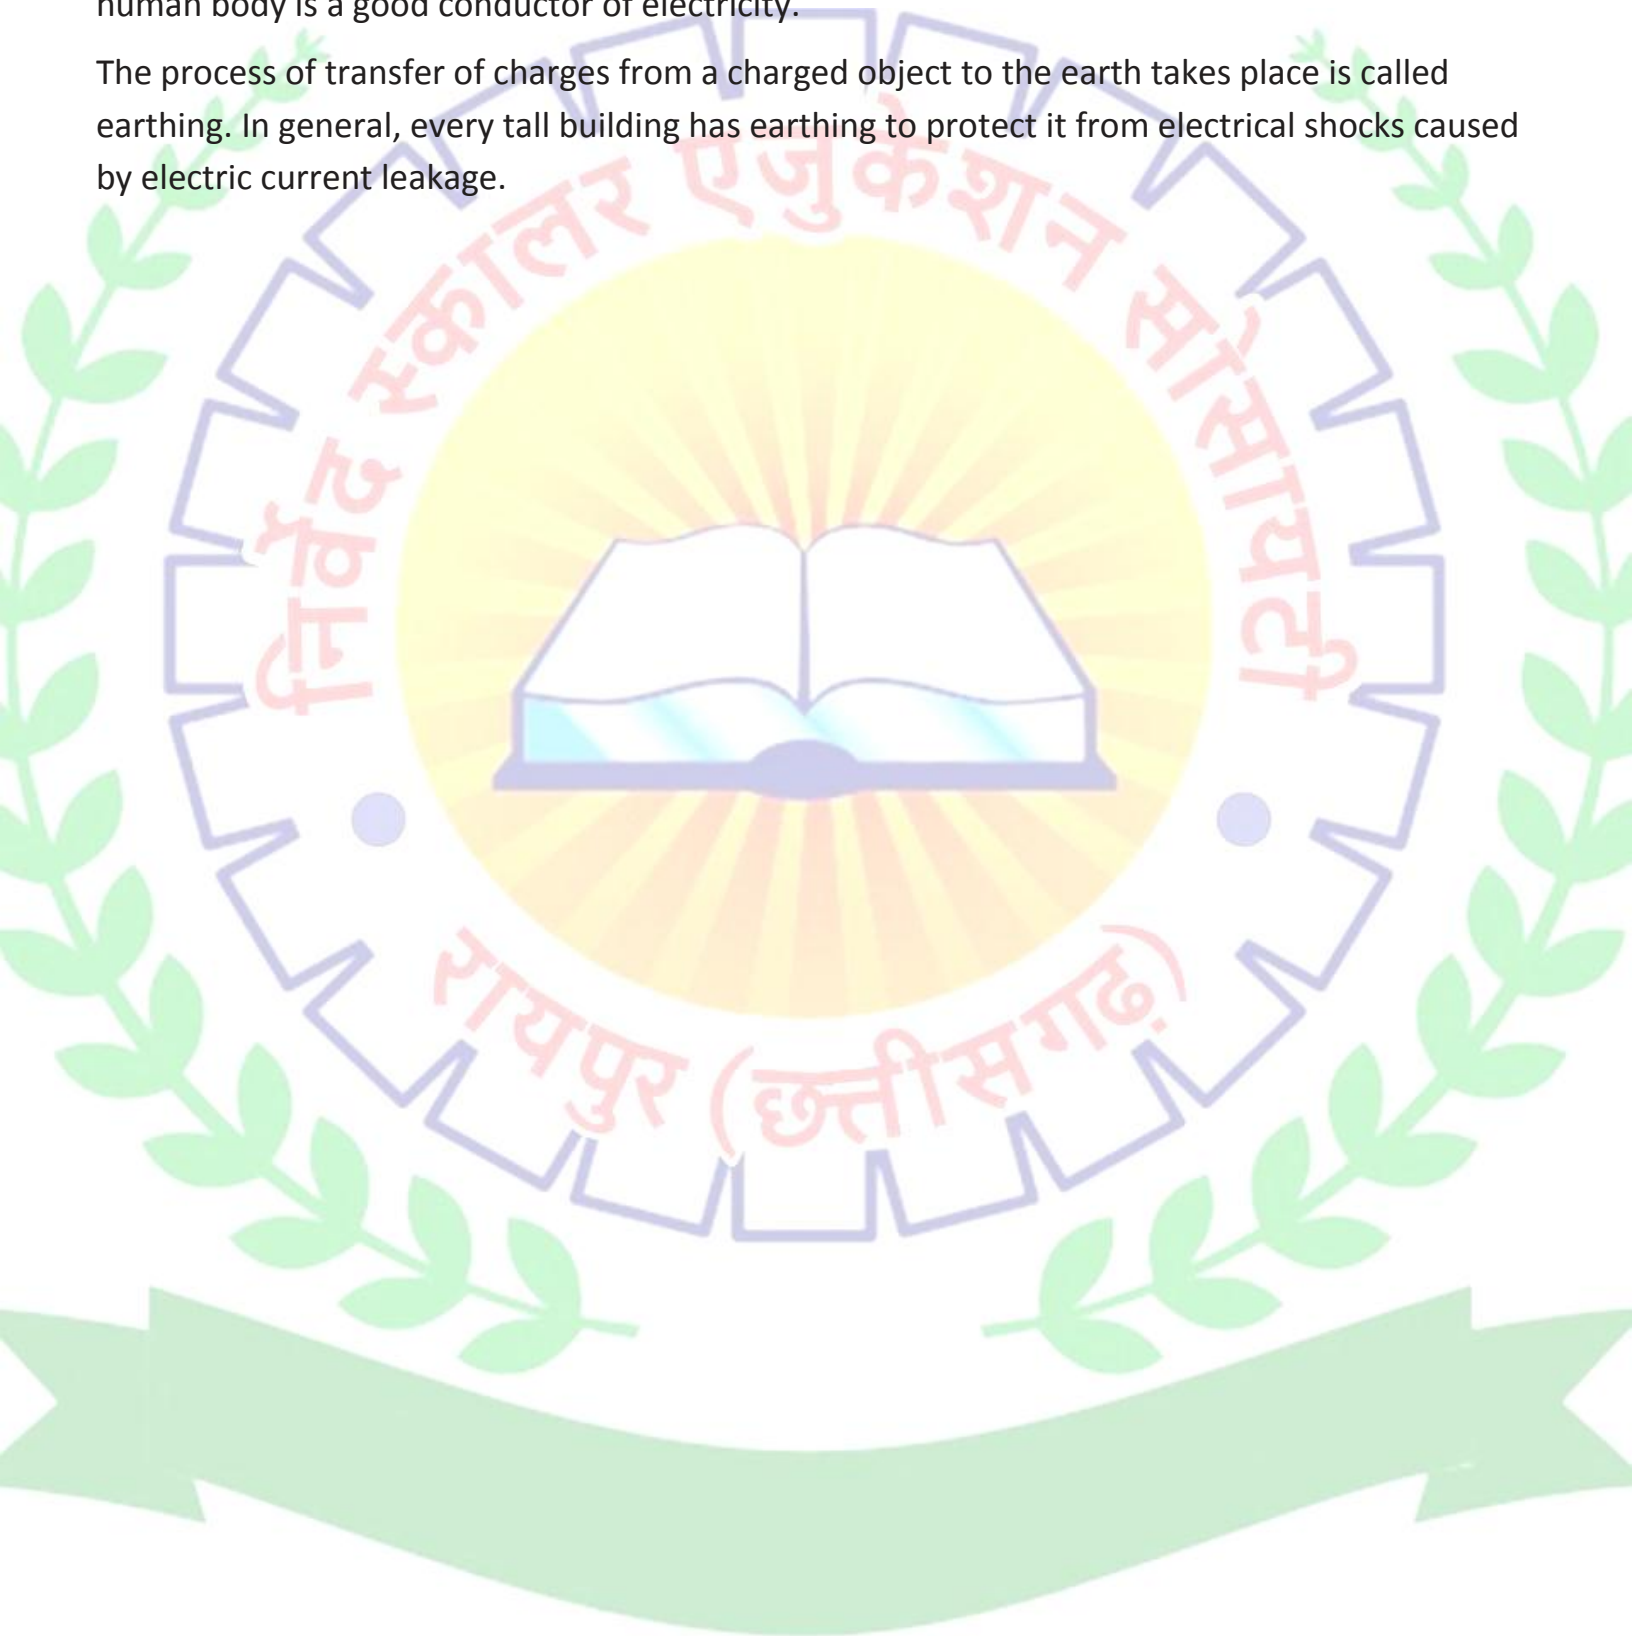 human body is a good conductor of electricity.
The process of transfer of charges from a charged object to the earth takes place is called
earthing. In general, every tall building has earthing to protect it from electrical shocks caused
by electric current leakage.
निर्वेद स्कालर एजुकेशन सोसायटी
रायपुर (छत्तीसगढ़)